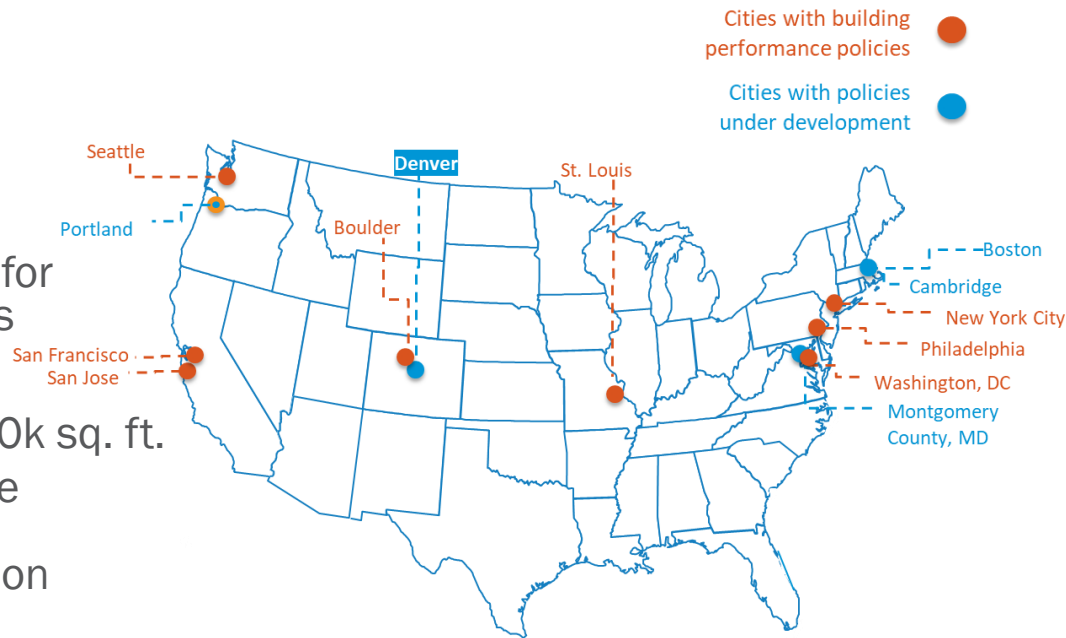 Cities with building
performance policies
Cities with policies
under development
Seattle
Denver
St. Louis
Portland
Boulder
Boston
Cambridge
New York City
Philadelphia
Washington, DC
Montgomery
County, MD
San Francisco
San Jose
for
s
0k sq. ft.
e
on